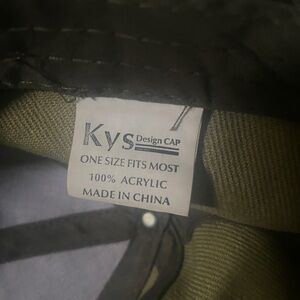 Kys Design CAP
ONE SIZE FITS MOST
100% ACRYLIC
MADE IN CHINA